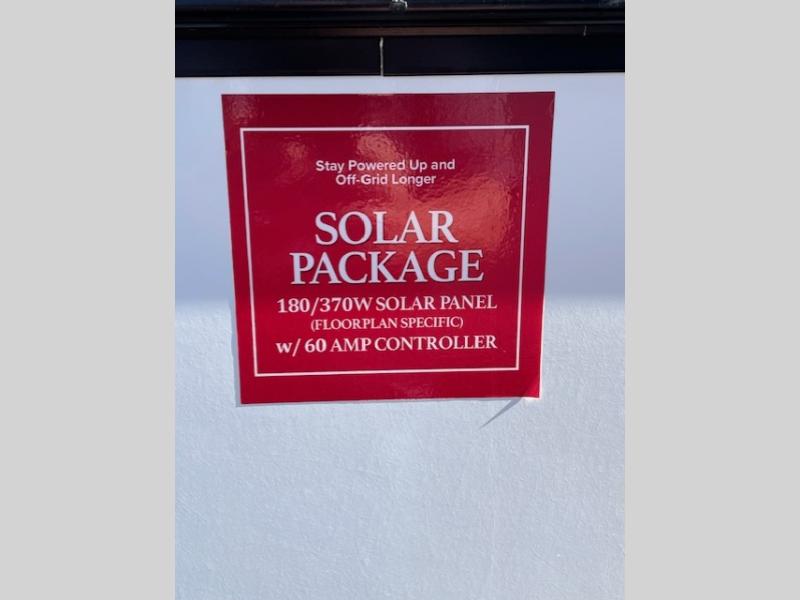 Stay Powered Up and
Off-Grid Longer
SOLAR
PACKAGE
180/370W SOLAR PANEL
(FLOORPLAN SPECIFIC)
w/ 60 AMP CONTROLLER